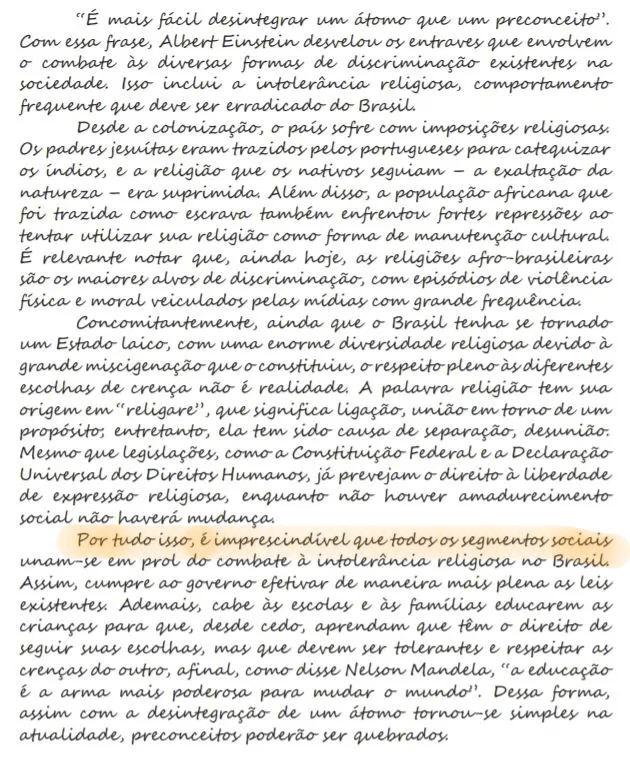 "É mais fácil desintegrar um átomo que um preconceito".
Com essa frase, Albert Einstein desvelou os entraves que envolvem
o combate às diversas formas de discriminação existentes na
sociedade. Isso inclui a intolerância religiosa, comportamento
frequente que deve ser erradicado do Brasil.
Desde a colonização, o país sofre com imposições religiosas.
Os padres jesuítas eram trazidos pelos portugueses para catequizar
os índios, e a religião que os nativos seguiam – a exaltação da
natureza – era suprimida. Além disso, a população africana que
foi trazida como escrava também enfrentou fortes repressões ao
tentar utilizar sua religião como forma de manutenção cultural.
É relevante notar que, ainda hoje, as religiões afro-brasileiras
são os maiores alvos de discriminação, com episódios de violência
física e moral veiculados pelas mídias com grande frequência.
Concomitantemente, ainda que o Brasil tenha se tornado
um Estado laico, com uma enorme diversidade religiosa devido à
grande miscigenação que o constituiu, o respeito pleno às diferentes
escolhas de crença não é realidade. A palavra religião tem sua
origem em "religare", que significa ligação, união em torno de um
propósito; entretanto, ela tem sido causa de separação, desunião.
Mesmo que legislações, como a Constituição Federal e a Declaração
Universal dos Direitos Humanos, já prevejam o direito à liberdade
de expressão religiosa, enquanto não houver amadurecimento
social não haverá mudança.
Por tudo isso, é imprescindível que todos os segmentos sociais
unam-se em prol do combate à intolerância religiosa no Brasil.
Assim, cumpre ao governo efetivar de maneira mais plena as leis
existentes. Ademais, cabe às escolas e às famílias educarem as
crianças para que, desde cedo, aprendam que têm o direito de
seguir suas escolhas, mas que devem ser tolerantes e respeitar as
crenças do outro, afinal, como disse Nelson Mandela, "a educação
é a arma mais poderosa para mudar o mundo". Dessa forma,
assim com a desintegração de um átomo tornou-se simples na
atualidade, preconceitos poderão ser quebrados.